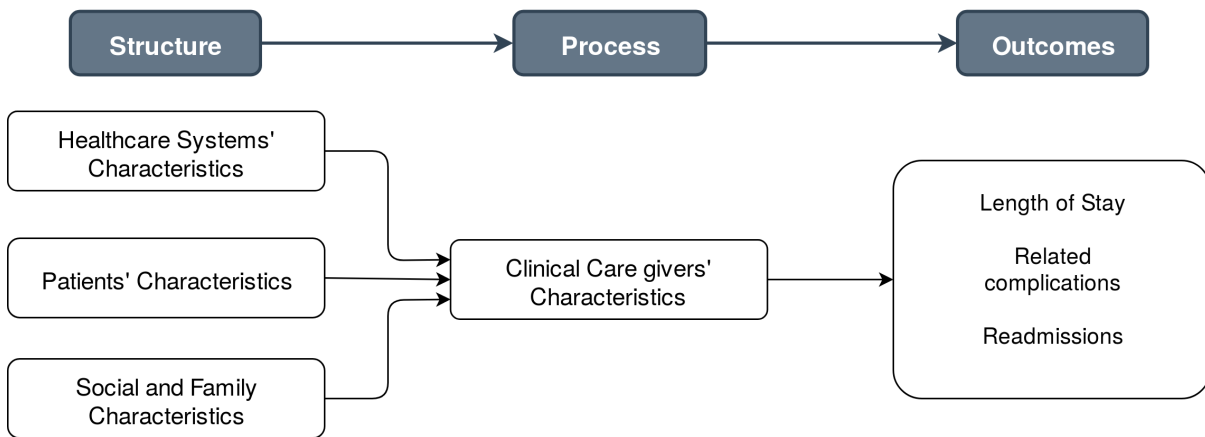 Structure
Process
Outcomes
Healthcare Systems'
Characteristics
Patients' Characteristics
Social and Family
Characteristics
Clinical Care givers'
Characteristics
Length of Stay
Related
complications
Readmissions